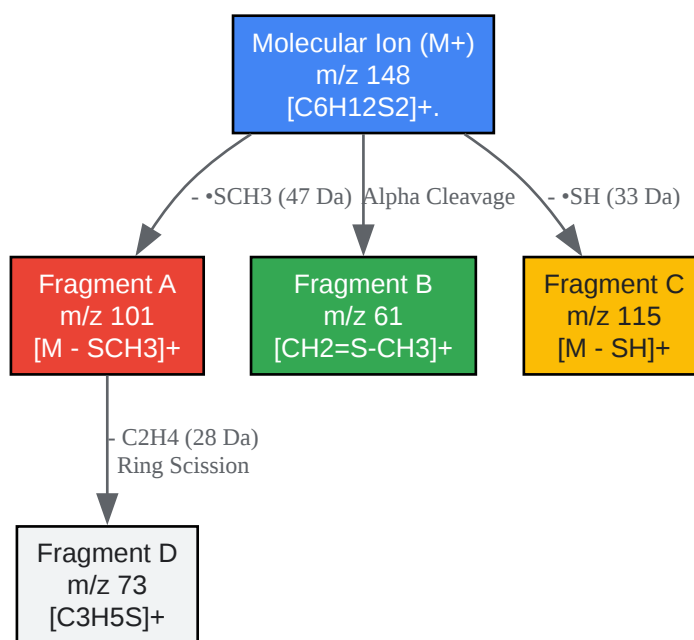 Molecular Ion (M+)
m/z 148
[C6H12S2]+.
- •SCH3 (47 Da)
Alpha Cleavage
- •SH (33 Da)
Fragment A
m/z 101
[M - SCH3]+
Fragment B
m/z 61
[CH2=S-CH3]+
Fragment C
m/z 115
[M - SH]+
- C2H4 (28 Da)
Ring Scission
Fragment D
m/z 73
[C3H5S]+